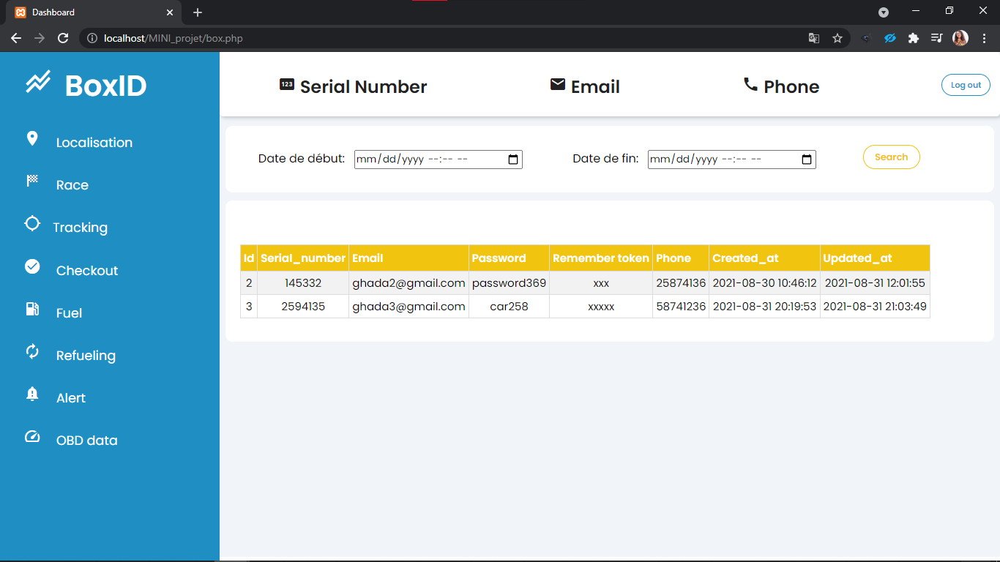 Dashboard
localhost/MINI_projet/box.php
BoxID
123 Serial Number Email Phone Log out
Localisation
Race
Tracking
Checkout
Fuel
Refueling
Alert
OBD data
Date de début: mm/dd/yyyy --:-- -- Date de fin: mm/dd/yyyy --:-- -- Search
Id Serial_number Email Password Remember token Phone Created_at Updated_at
2 145332 ghada2@gmail.com password369 xxx 25874136 2021-08-30 10:46:12 2021-08-31 12:01:55
3 2594135 ghada3@gmail.com car258 xxxxx 58741236 2021-08-31 20:19:53 2021-08-31 21:03:49